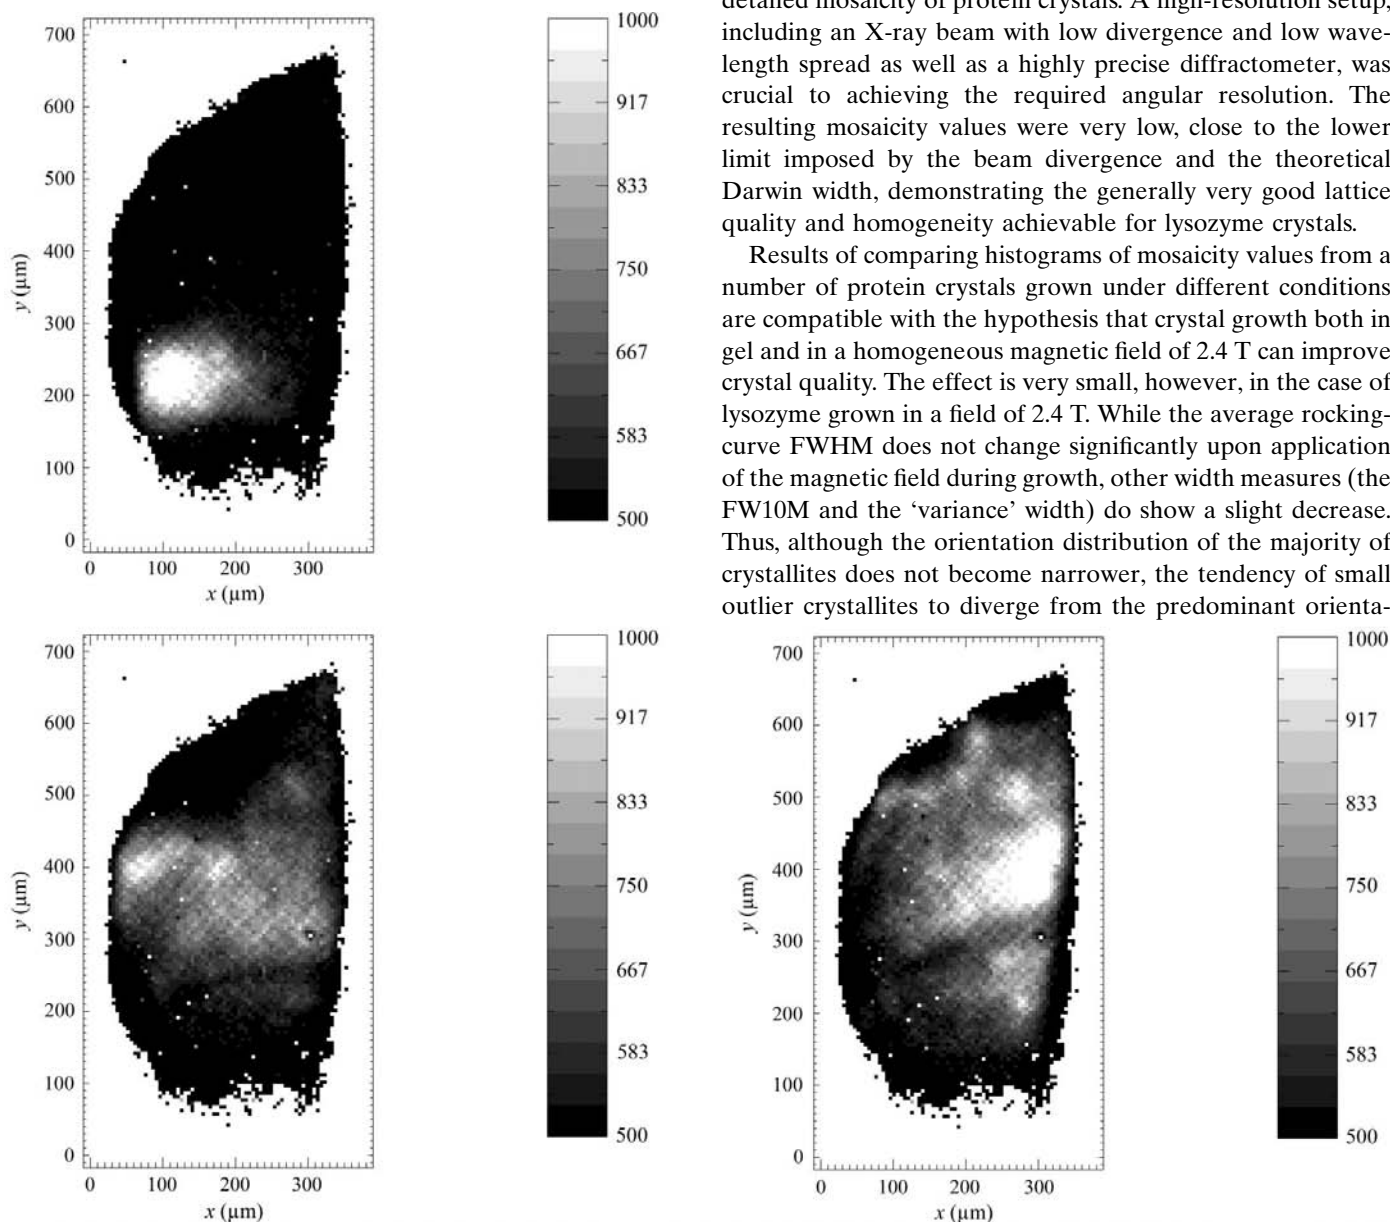 700
600
500
400
300
200
100
0
y (μm)
0 100 200 300
x (μm)
1000
917
833
750
667
583
500
detailed mosaicity of protein crystals. A high-resolution setup,
including an X-ray beam with low divergence and low wave-
length spread as well as a highly precise diffractometer, was
crucial to achieving the required angular resolution. The
resulting mosaicity values were very low, close to the lower
limit imposed by the beam divergence and the theoretical
Darwin width, demonstrating the generally very good lattice
quality and homogeneity achievable for lysozyme crystals.
Results of comparing histograms of mosaicity values from a
number of protein crystals grown under different conditions
are compatible with the hypothesis that crystal growth both in
gel and in a homogeneous magnetic field of 2.4 T can improve
crystal quality. The effect is very small, however, in the case of
lysozyme grown in a field of 2.4 T. While the average rocking-
curve FWHM does not change significantly upon application
of the magnetic field during growth, other width measures (the
FW10M and the ‘variance’ width) do show a slight decrease.
Thus, although the orientation distribution of the majority of
crystallites does not become narrower, the tendency of small
outlier crystallites to diverge from the predominant orienta-
700
600
500
400
300
200
100
0
y (μm)
0 100 200 300
x (μm)
1000
917
833
750
667
583
500
700
600
500
400
300
200
100
0
y (μm)
0 100 200 300
x (μm)
1000
917
833
750
667
583
500